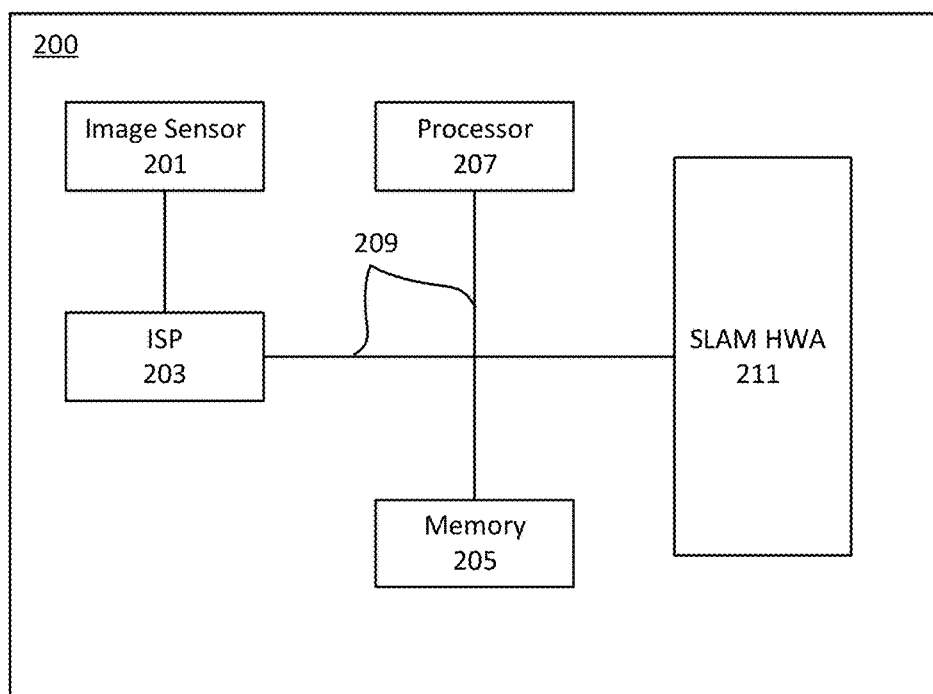 200
Image Sensor
201
Processor
207
209
ISP
203
SLAM HWA
211
Memory
205